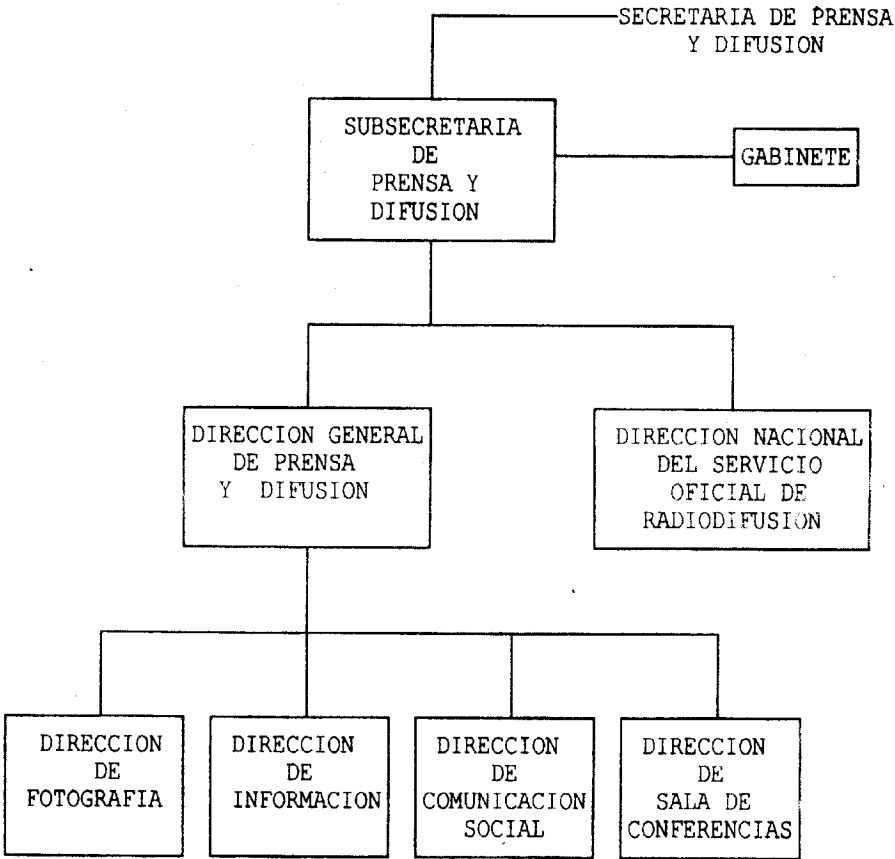 SECRETARIA DE PRENSA
Y DIFUSION
SUBSECRETARIA
DE
PRENSA Y
DIFUSION
GABINETE
DIRECCION GENERAL
DE PRENSA
Y DIFUSION
DIRECCION NACIONAL
DEL SERVICIO
OFICIAL DE
RADIODIFUSION
DIRECCION
DE
FOTOGRAFIA
DIRECCION
DE
INFORMACION
DIRECCION
DE
COMUNICACION
SOCIAL
DIRECCION
DE
SALA DE
CONFERENCIAS